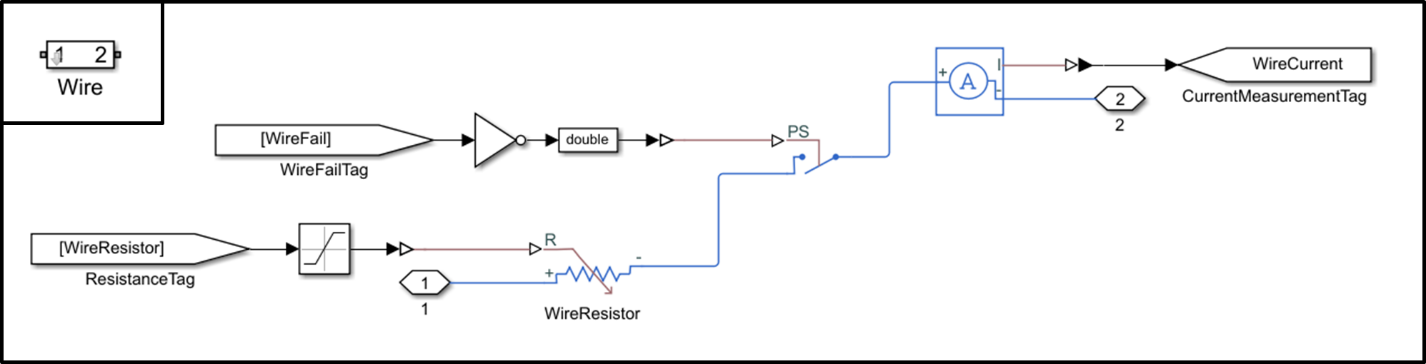 1 2
Wire
[WireFail]
WireFailTag
double
PS
+
A
I
-
2
2
WireCurrent
CurrentMeasurementTag
[WireResistor]
ResistanceTag
R
+
-
1
1
WireResistor